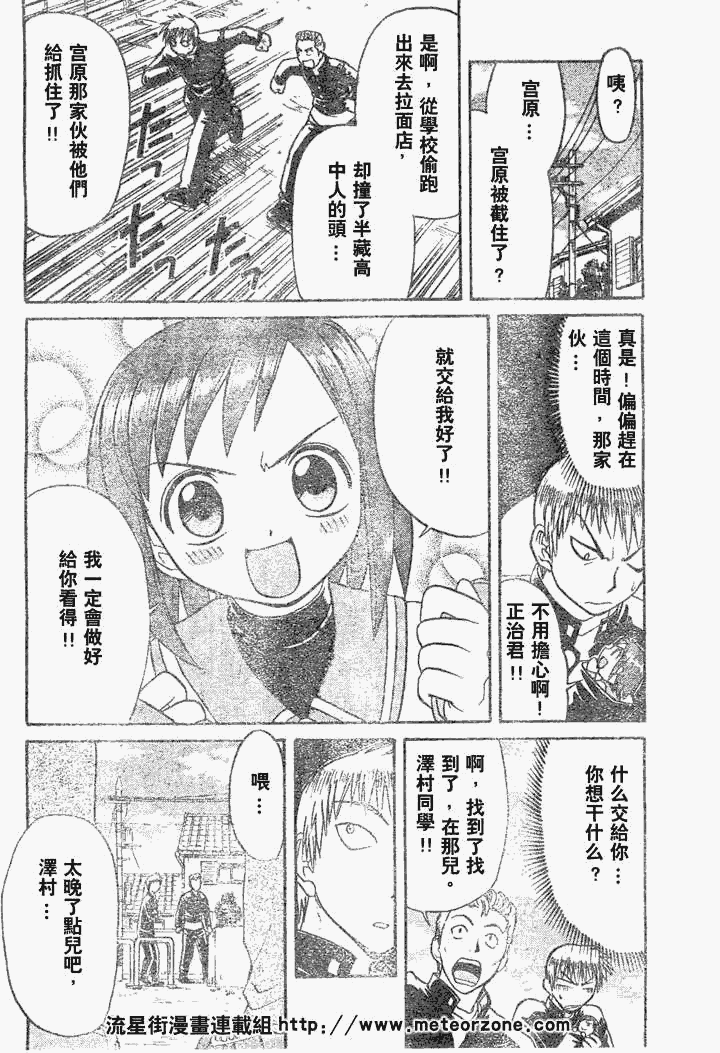 咦?
宮原…
宮原被截住了?
是啊，從學校偷跑
出來去拉面店，
却撞了半藏高
中人的頭…
宮原那家伙被他們
給抓住了!!
真是!偏偏趕在
這個時間，那家
伙…
不用擔心啊!
正治君!!
就交給我好了!!
我一定會做好
給你看得!!
什么交給你…
你想干什么?
啊，找到了找
到了，在那兒。
澤村同學!!
喂…
太晚了點兒吧，
澤村…
流星街漫畫連載組 http://www.meteorzone.com